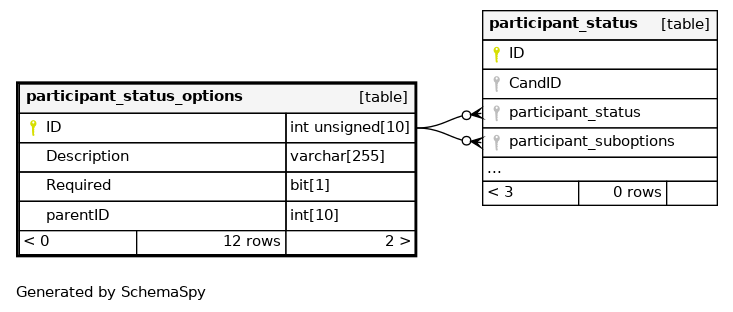 participant_status [table]
ID
CandID
participant_status
participant_suboptions
...
< 3 0 rows
participant_status_options [table]
ID int unsigned[10]
Description varchar[255]
Required bit[1]
parentID int[10]
< 0 12 rows 2 >
Generated by SchemaSpy